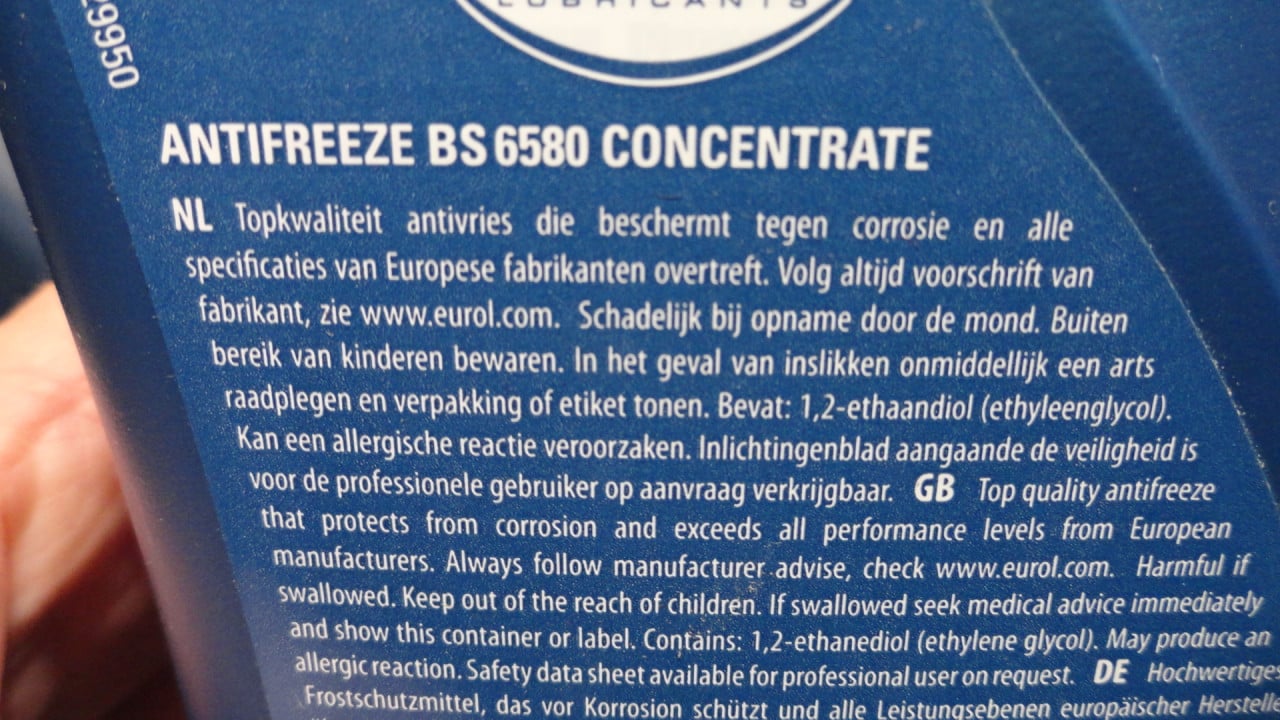 LUBRICANTS
29950
ANTIFREEZE BS 6580 CONCENTRATE
NL Topkwaliteit antivries die beschermt tegen corrosie en alle
specificaties van Europese fabrikanten overtreft. Volg altijd voorschrift van
fabrikant, zie www.eurol.com. Schadelijk bij opname door de mond. Buiten
bereik van kinderen bewaren. In het geval van inslikken onmiddellijk een arts
raadplegen en verpakking of etiket tonen. Bevat: 1,2-ethaandiol (ethyleenglycol).
Kan een allergische reactie veroorzaken. Inlichtingenblad aangaande de veiligheid is
voor de professionele gebruiker op aanvraag verkrijgbaar. GB Top quality antifreeze
that protects from corrosion and exceeds all performance levels from European
manufacturers. Always follow manufacturer advise, check www.eurol.com. Harmful if
swallowed. Keep out of the reach of children. If swallowed seek medical advice immediately
and show this container or label. Contains: 1,2-ethanediol (ethylene glycol). May produce an
allergic reaction. Safety data sheet available for professional user on request. DE Hochwertiges
Frostschutzmittel, das vor Korrosion schützt und alle Leistungsebenen europäischer